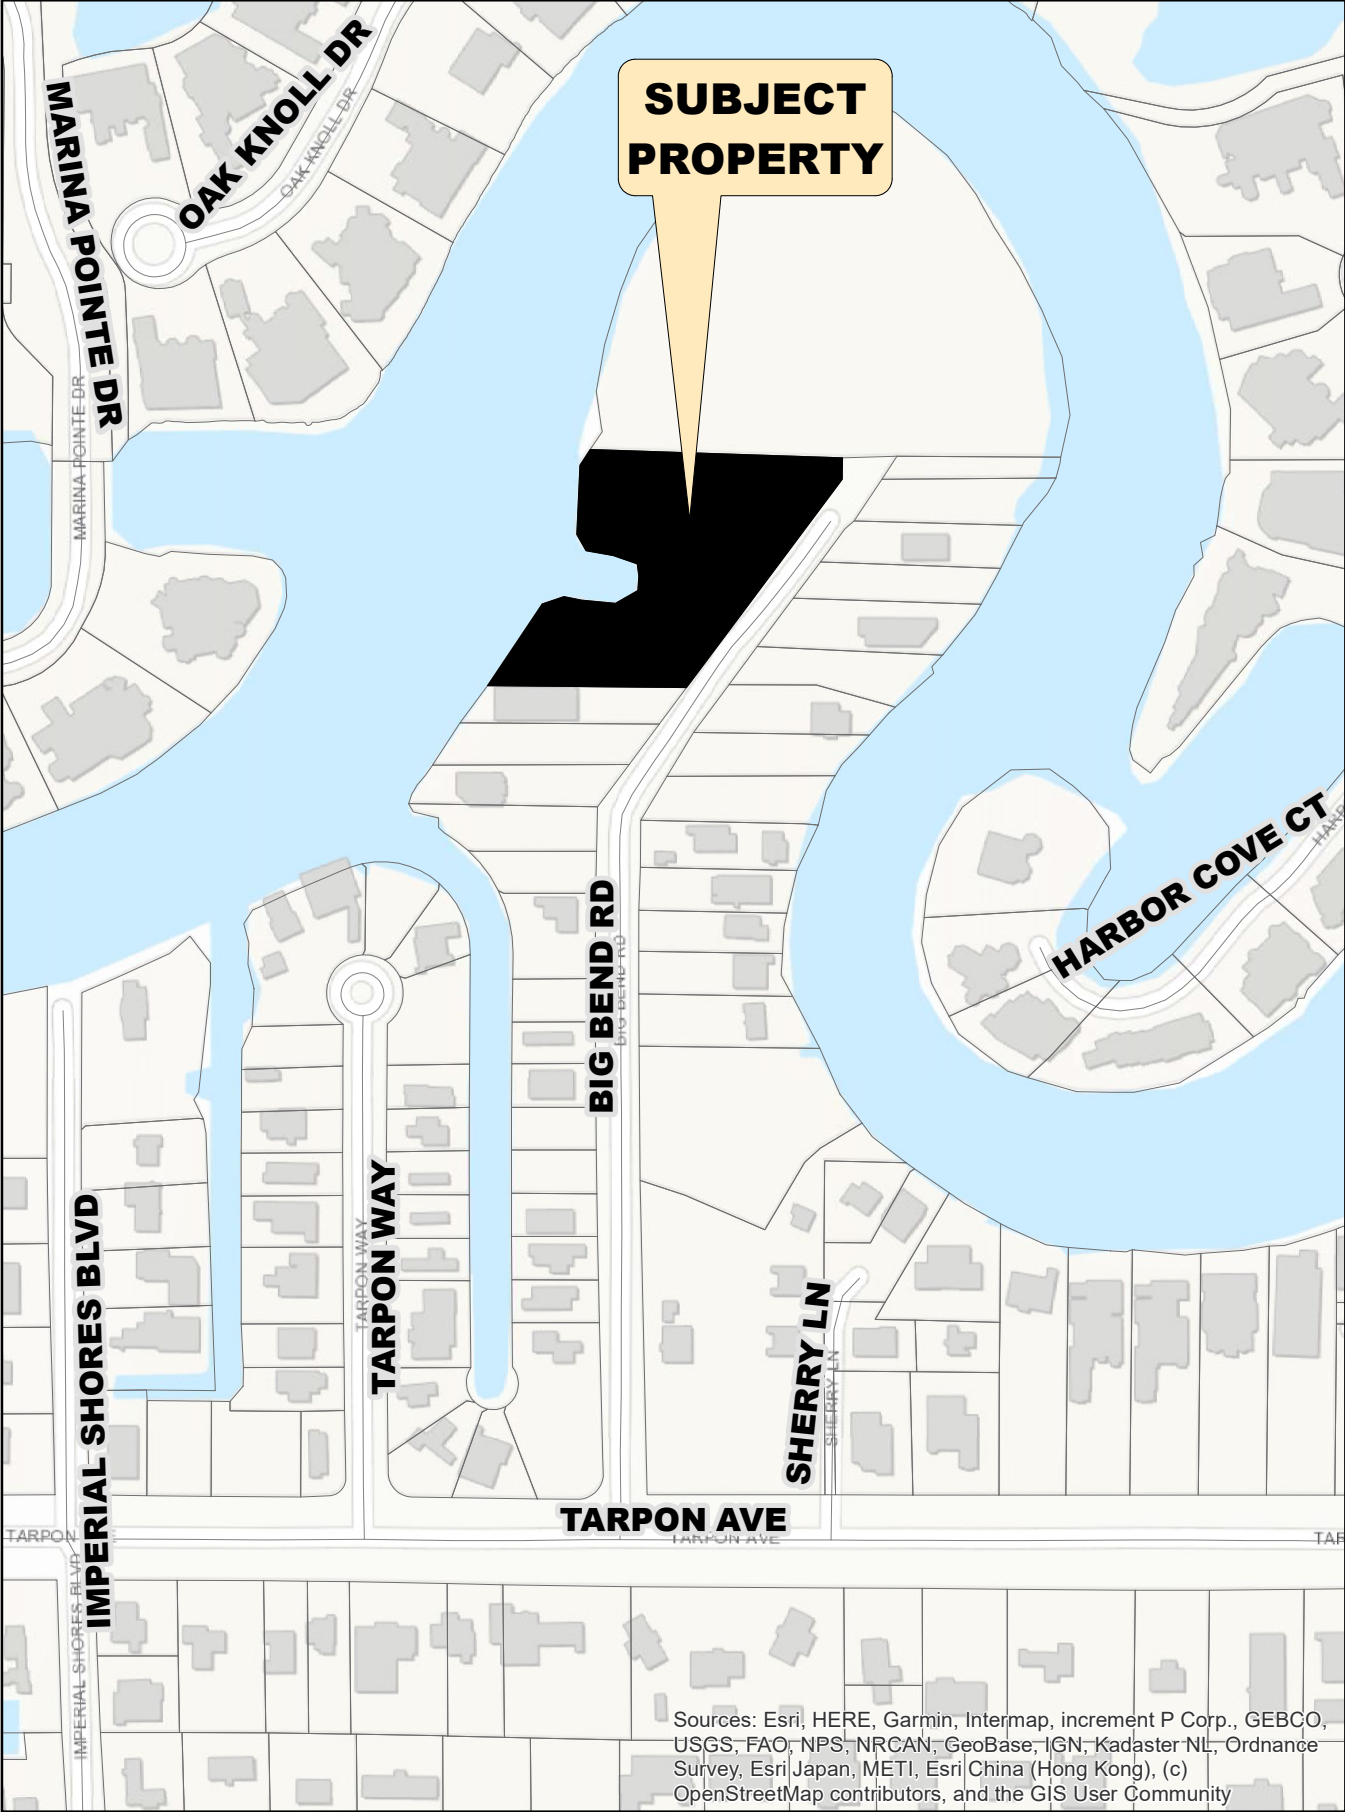 OAK KNOLL DR
OAK KNOLL DR
SUBJECT
PROPERTY
MARINA POINTE DR
MARINA POINTE DR
HARBOR COVE CT
HARB
BIG BEND RD
BIG BEND RD
TARPON WAY
TARPON WAY
IMPERIAL SHORES BLVD
SHERRY LN
SHERRY LN
TARPON AVE
TARPON AVE
TARPON
TAR
IMPERIAL SHORES BLVD
Sources: Esri, HERE, Garmin, Intermap, increment P Corp., GEBCO,
USGS, FAO, NPS, NRCAN, GeoBase, IGN, Kadaster NL, Ordnance
Survey, Esri Japan, METI, Esri China (Hong Kong), (c)
OpenStreetMap contributors, and the GIS User Community